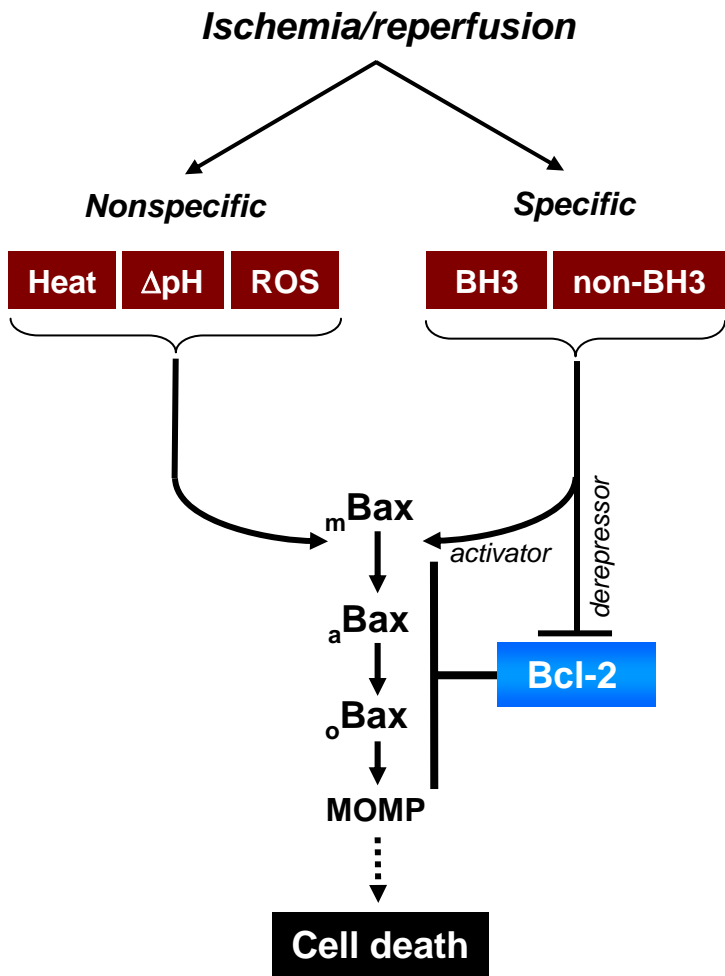 Ischemia/reperfusion
Nonspecific
Specific
Heat
ΔpH
ROS
BH3
non-BH3
mBax
activator
derepressor
aBax
Bcl-2
oBax
MOMP
Cell death